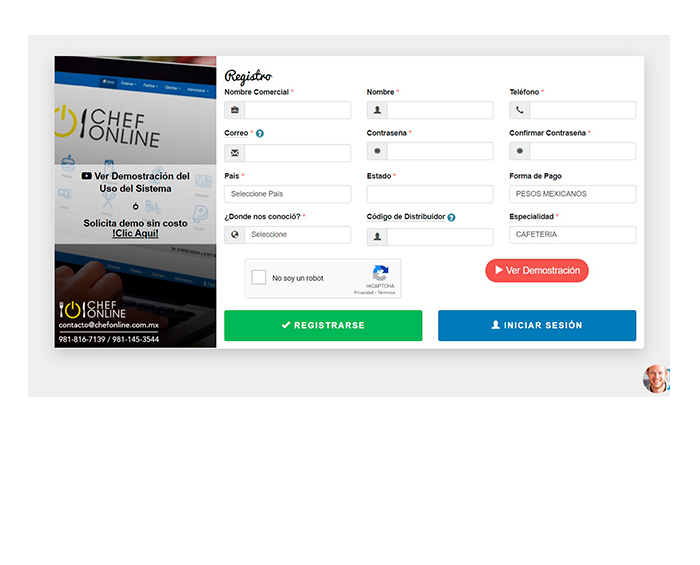 CHEF
ONLINE
Ver Demostración del
Uso del Sistema
ó
Solicita demo sin costo
!Clic Aqui!
CHEF
ONLINE
contacto@chefonline.com.mx
981-816-7139 / 981-145-3544
Registro
Nombre Comercial *
Nombre *
Teléfono *
Correo *
Contraseña *
Confirmar Contraseña *
País *
Estado *
Forma de Pago
Seleccione País
PESOS MEXICANOS
¿Donde nos conoció? *
Código de Distribuidor
Especialidad *
Seleccione
CAFETERIA
No soy un robot
reCAPTCHA
Privacidad - Términos
Ver Demostración
REGISTRARSE
INICIAR SESIÓN